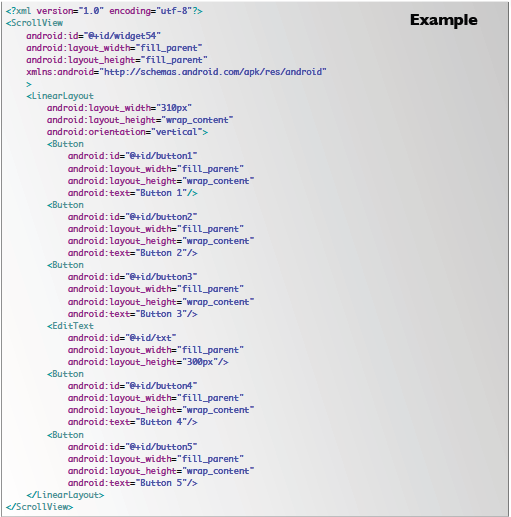 Example
<?xml version="1.0" encoding="utf-8"?>
<ScrollView
android:id="@+id/widget54"
android:layout_width="fill_parent"
android:layout_height="fill_parent"
xmlns:android="http://schemas.android.com/apk/res/android"
>
<LinearLayout
android:layout_width="310px"
android:layout_height="wrap_content"
android:orientation="vertical">
<Button
android:id="@+id/button1"
android:layout_width="fill_parent"
android:layout_height="wrap_content"
android:text="Button 1"/>
<Button
android:id="@+id/button2"
android:layout_width="fill_parent"
android:layout_height="wrap_content"
android:text="Button 2"/>
<Button
android:id="@+id/button3"
android:layout_width="fill_parent"
android:layout_height="wrap_content"
android:text="Button 3"/>
<EditText
android:id="@+id/txt"
android:layout_width="fill_parent"
android:layout_height="300px"/>
<Button
android:id="@+id/button4"
android:layout_width="fill_parent"
android:layout_height="wrap_content"
android:text="Button 4"/>
<Button
android:id="@+id/button5"
android:layout_width="fill_parent"
android:layout_height="wrap_content"
android:text="Button 5"/>
</LinearLayout>
</ScrollView>